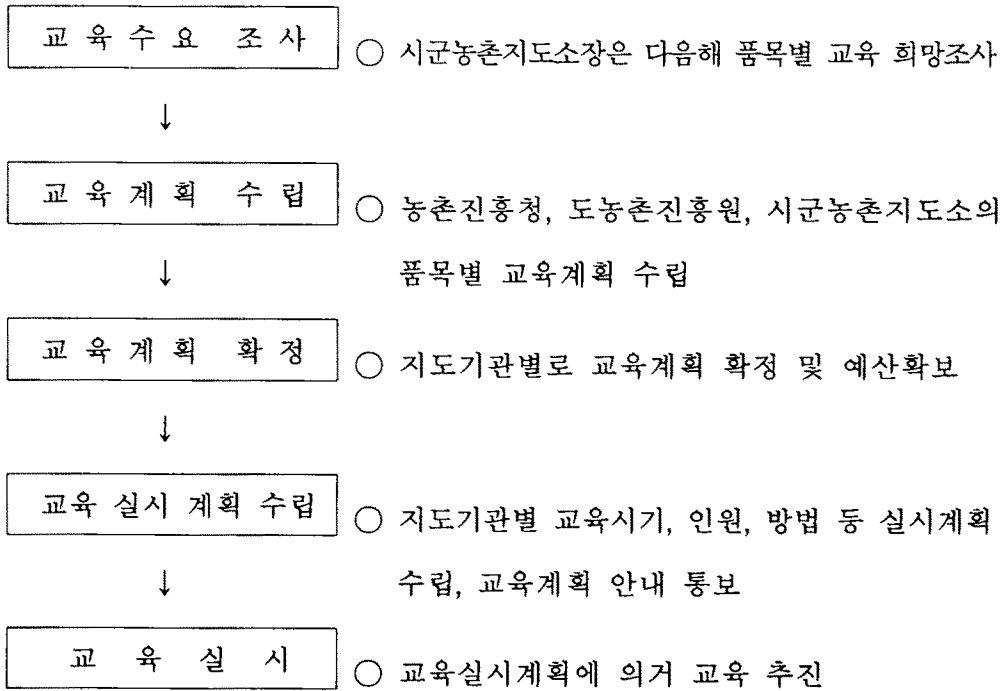 교 육 수 요 조 사
○ 시군농촌지도소장은 다음해 품목별 교육 희망조사
↓
교 육 계 획 수 립
○ 농촌진흥청, 도농촌진흥원, 시군농촌지도소의
품목별 교육계획 수립
↓
교 육 계 획 확 정
○ 지도기관별로 교육계획 확정 및 예산확보
↓
교육 실시 계획 수립
○ 지도기관별 교육시기, 인원, 방법 등 실시계획
수립, 교육계획 안내 통보
↓
교 육 실 시
○ 교육실시계획에 의거 교육 추진